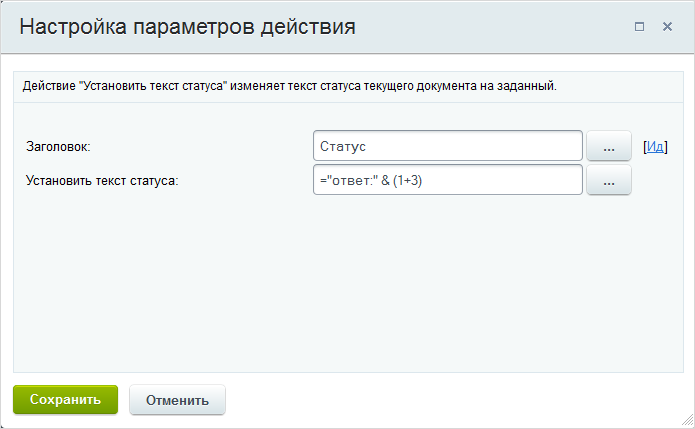 Настройка параметров действия
Действие "Установить текст статуса" изменяет текст статуса текущего документа на заданный.
Заголовок: Статус ... [Ид]
Установить текст статуса: ="ответ:" & (1+3) ...
Сохранить Отменить